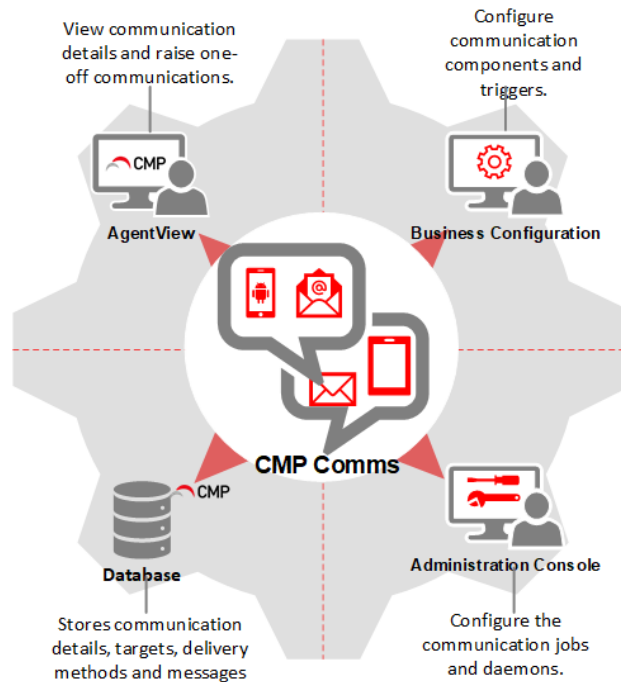 View communication
details and raise one-
off communications.
Configure
communication
components and
triggers.
CMP
AgentView
Business Configuration
@
CMP Comms
CMP
Database
Administration Console
Stores communication
details, targets, delivery
methods and messages
Configure the
communication jobs
and daemons.